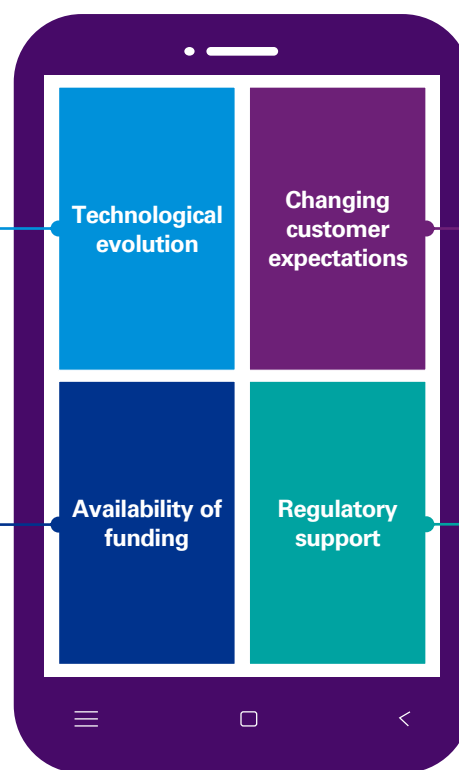 Technological
evolution
Changing
customer
expectations
Availability of
funding
Regulatory
support